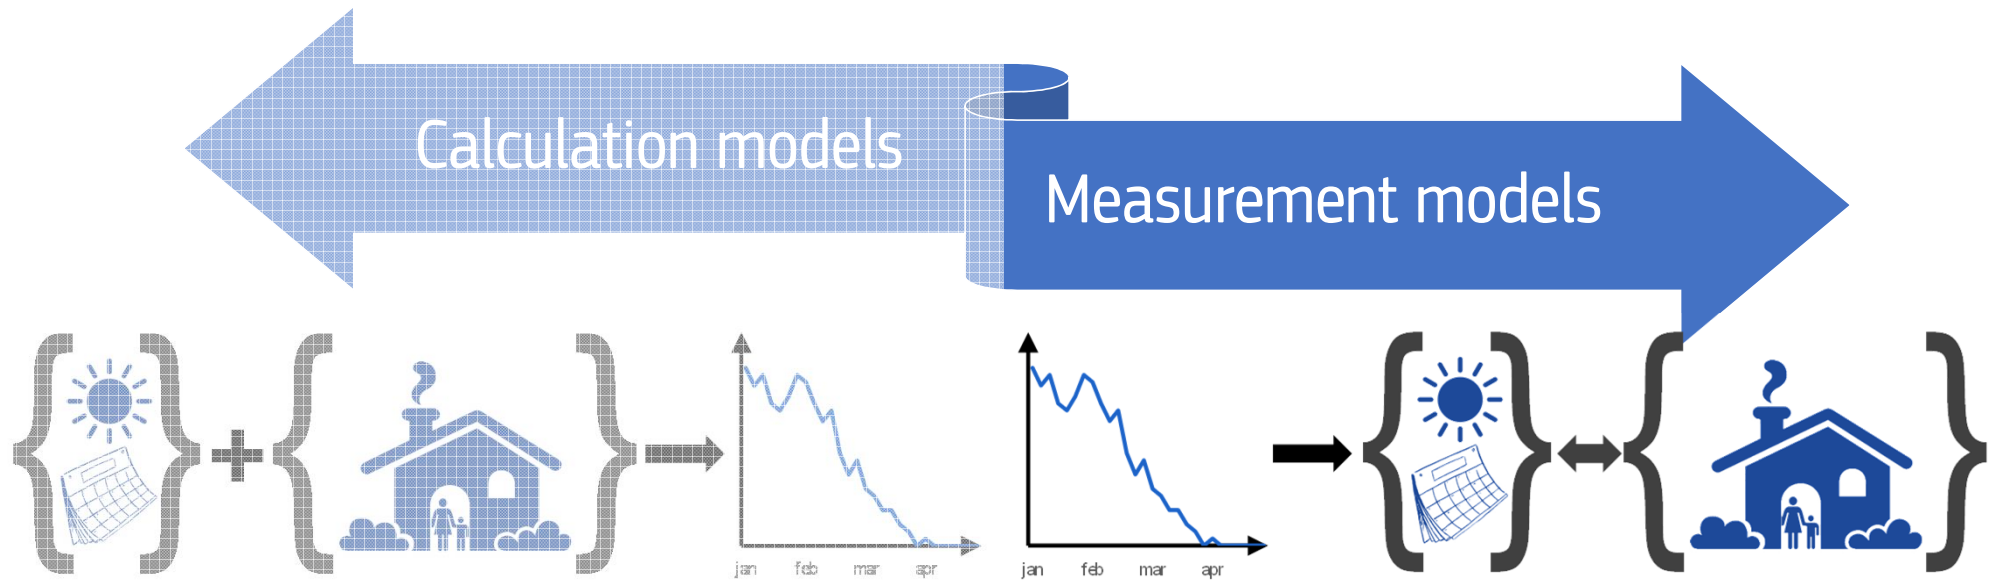 Calculation models
Measurement models
jan feb mar apr
jan feb mar apr